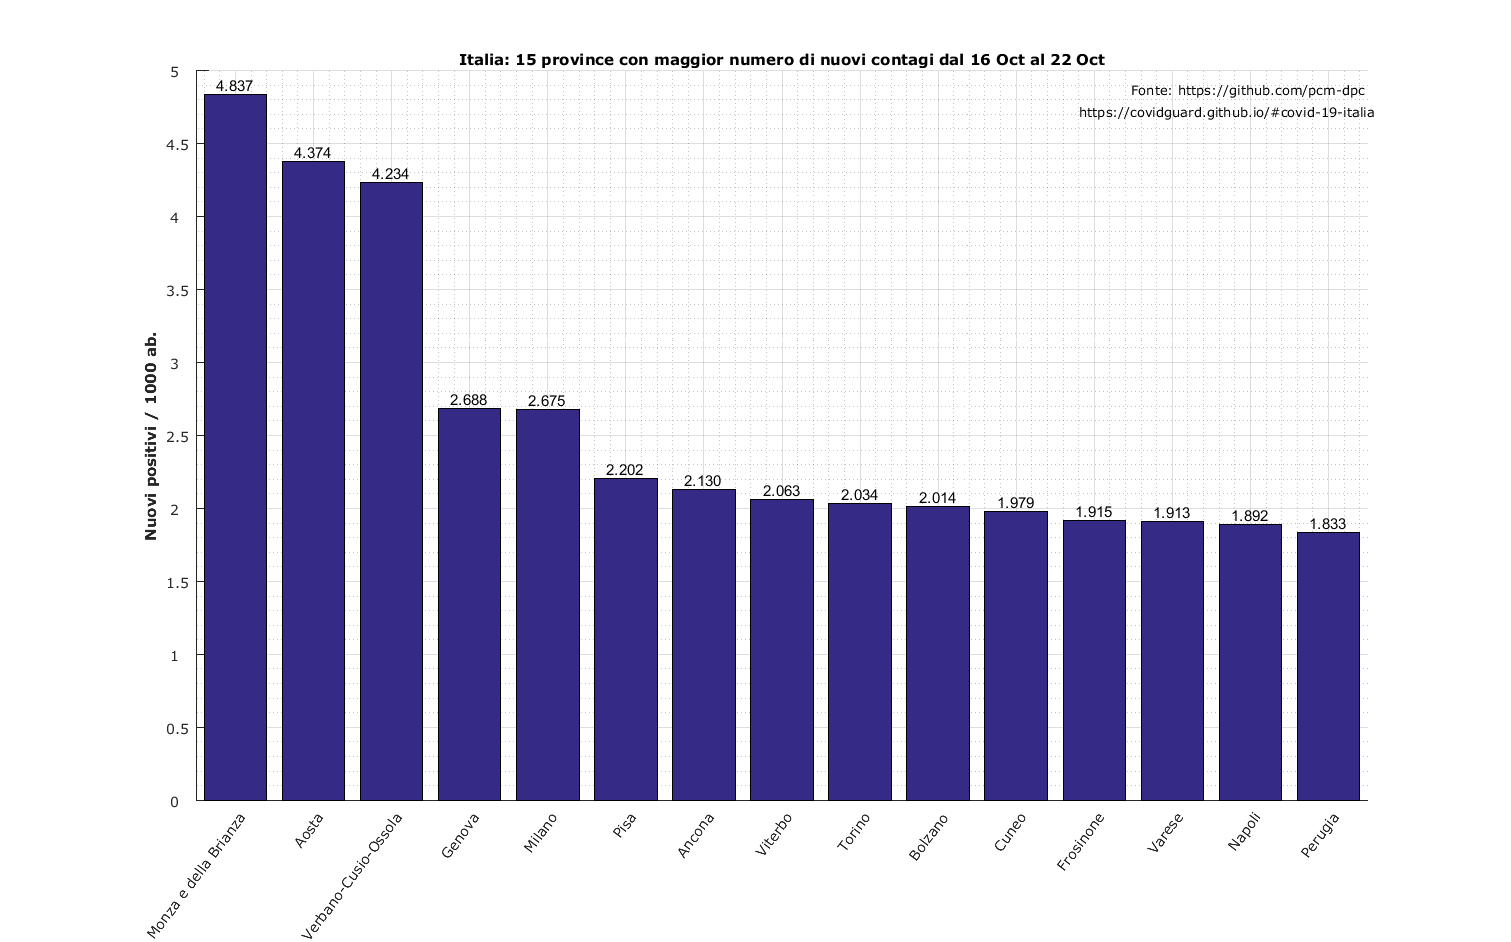 Italia: 15 province con maggior numero di nuovi contagi dal 16 Oct al 22 Oct
Fonte: https://github.com/pcm-dpc
https://covidguard.github.io/#covid-19-italia
Nuovi positivi / 1000 ab.
5
4.5
4
3.5
3
2.5
2
1.5
1
0.5
0
4.837
4.374
4.234
2.688
2.675
2.202
2.130
2.063
2.034
2.014
1.979
1.915
1.913
1.892
1.833
Monza e della Brianza
Aosta
Verbano-Cusio-Ossola
Genova
Milano
Pisa
Ancona
Viterbo
Torino
Bolzano
Cuneo
Frosinone
Varese
Napoli
Perugia